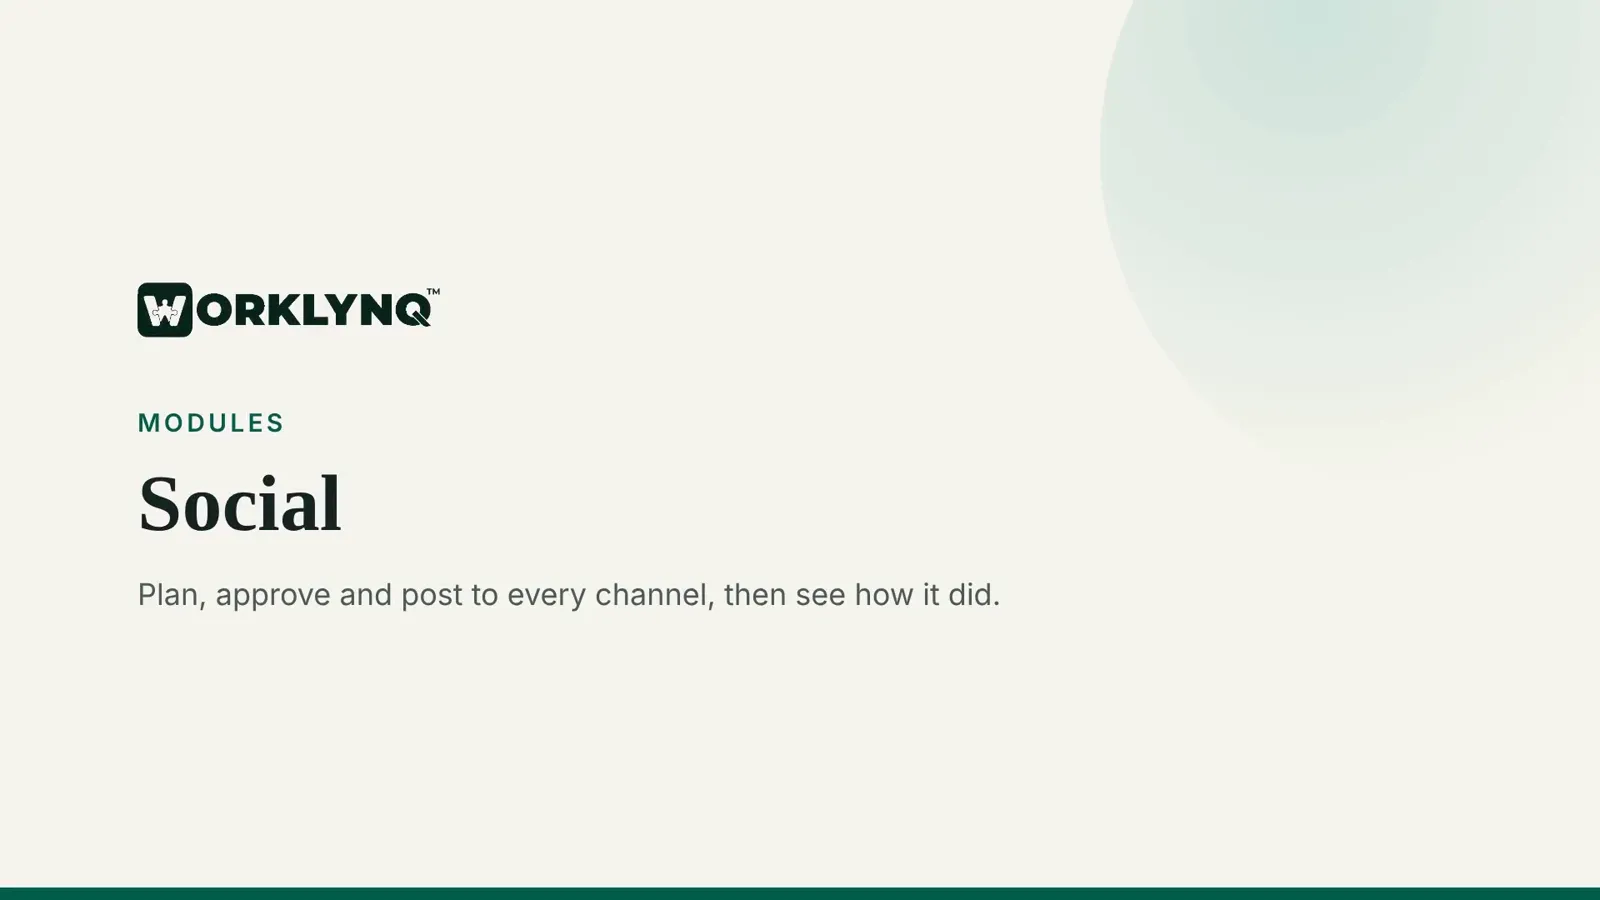 WORKLYNQ™
MODULES
Social
Plan, approve and post to every channel, then see how it did.